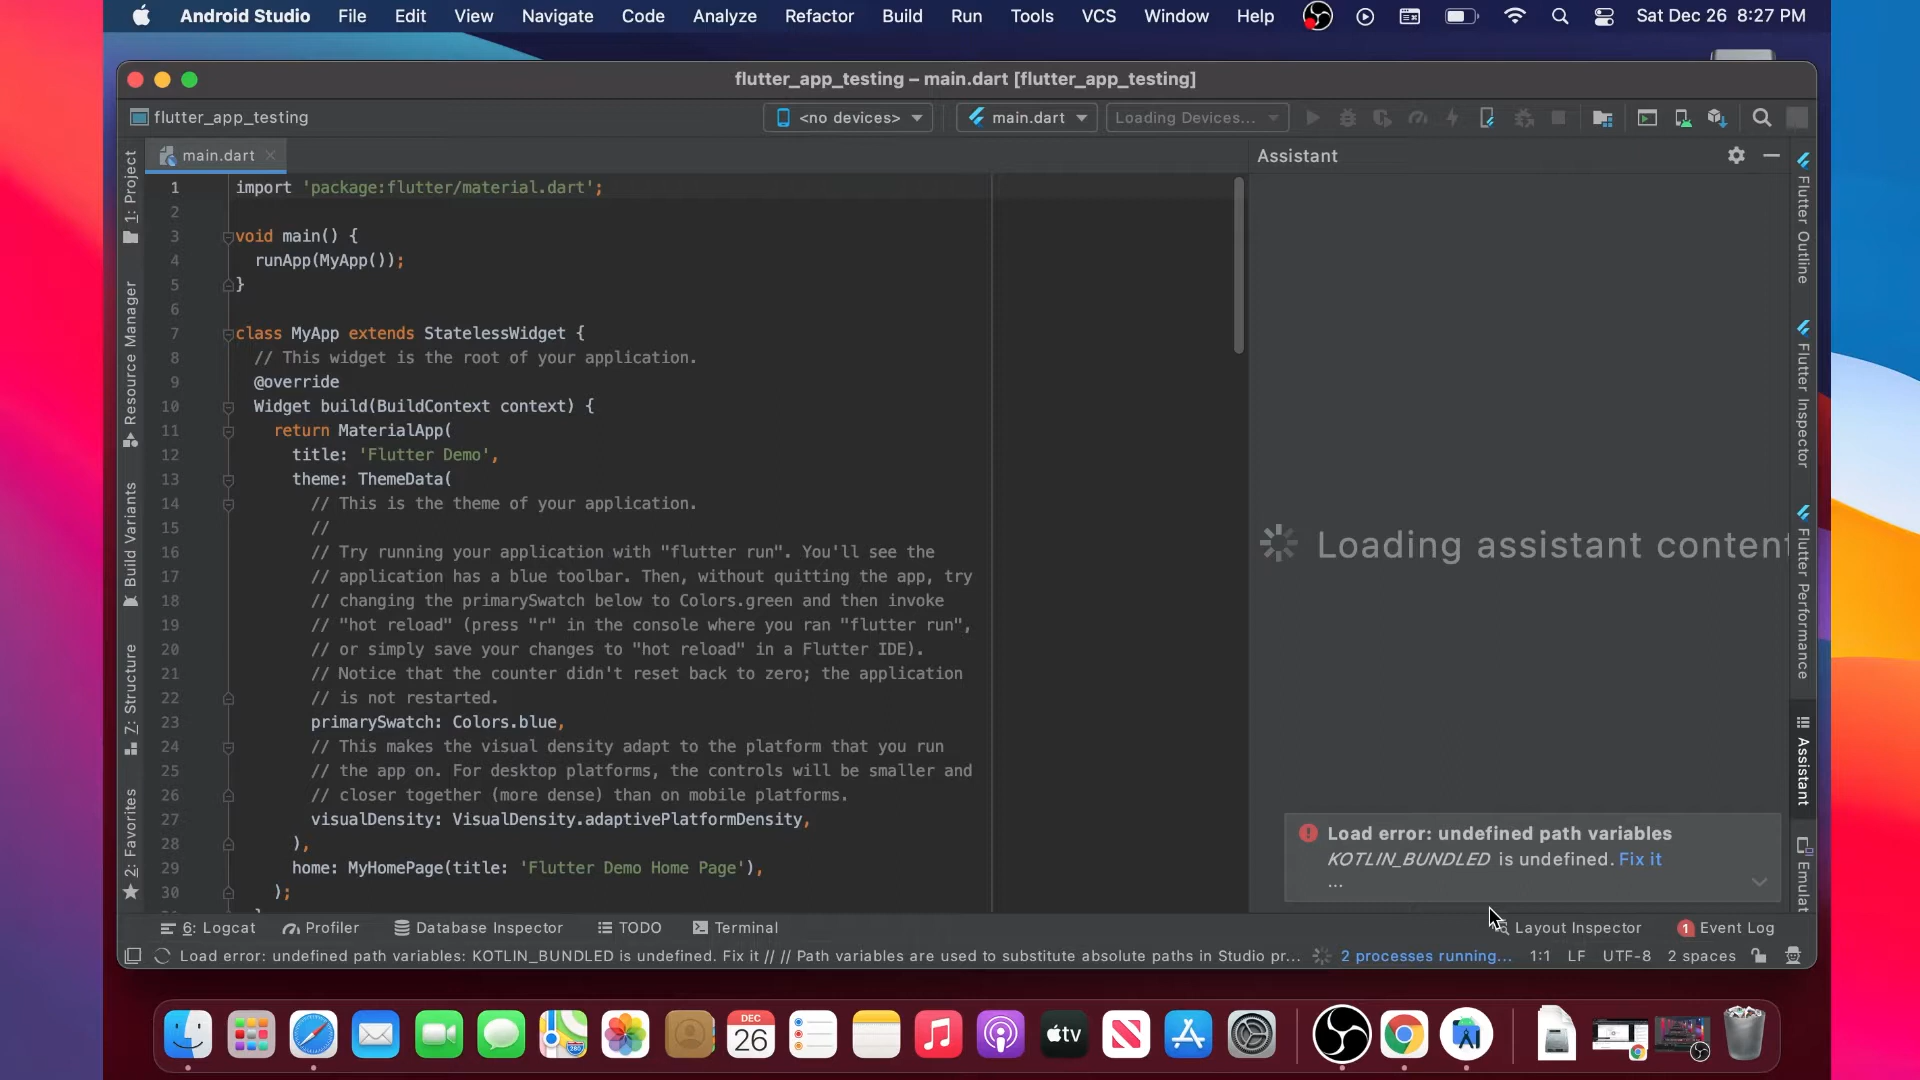 Android Studio File Edit View Navigate Code Analyze Refactor Build Run Tools VCS Window Help Sat Dec 26 8:27 PM
flutter_app_testing – main.dart [flutter_app_testing]
flutter_app_testing <no devices> main.dart Loading Devices...
main.dart
Assistant
1 import 'package:flutter/material.dart';
2
3 void main() {
4 runApp(MyApp());
5 }
6
7 class MyApp extends StatelessWidget {
8 // This widget is the root of your application.
9 @override
10 Widget build(BuildContext context) {
11 return MaterialApp(
12 title: 'Flutter Demo',
13 theme: ThemeData(
14 // This is the theme of your application.
15 //
16 // Try running your application with "flutter run". You'll see the
17 // application has a blue toolbar. Then, without quitting the app, try
18 // changing the primarySwatch below to Colors.green and then invoke
19 // "hot reload" (press "r" in the console where you ran "flutter run",
20 // or simply save your changes to "hot reload" in a Flutter IDE).
21 // Notice that the counter didn't reset back to zero; the application
22 // is not restarted.
23 primarySwatch: Colors.blue,
24 // This makes the visual density adapt to the platform that you run
25 // the app on. For desktop platforms, the controls will be smaller and
26 // closer together (more dense) than on mobile platforms.
27 visualDensity: VisualDensity.adaptivePlatformDensity,
28 ),
29 home: MyHomePage(title: 'Flutter Demo Home Page'),
30 );
1: Project
Resource Manager
Build Variants
7: Structure
2: Favorites
Loading assistant content
Load error: undefined path variables
KOTLIN_BUNDLED is undefined. Fix it
...
Flutter Outline
Flutter Inspector
Flutter Performance
Assistant
Emulat
6: Logcat Profiler Database Inspector TODO Terminal Layout Inspector 1 Event Log
Load error: undefined path variables: KOTLIN_BUNDLED is undefined. Fix it // // Path variables are used to substitute absolute paths in Studio pr... 2 processes running... 1:1 LF UTF-8 2 spaces
DEC
26
tv